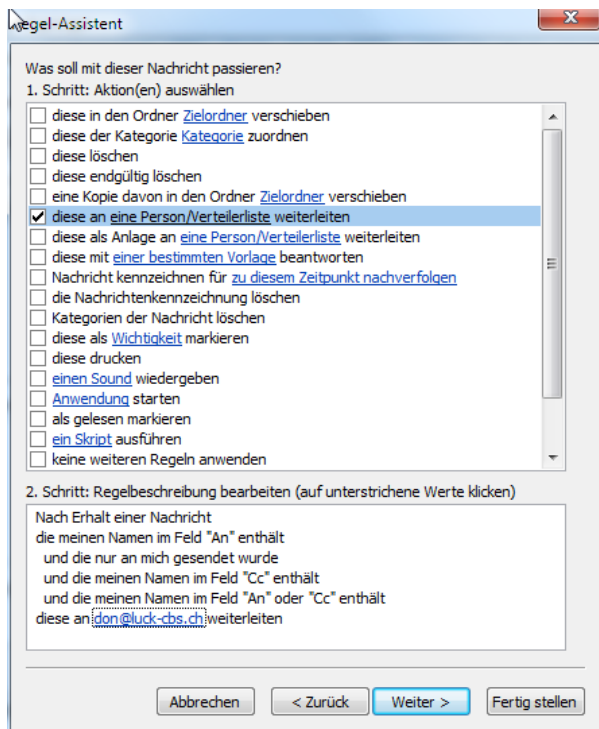 Regel-Assistent
Was soll mit dieser Nachricht passieren?
1. Schritt: Aktion(en) auswählen
diese in den Ordner Zielordner verschieben
diese der Kategorie Kategorie zuordnen
diese löschen
diese endgültig löschen
eine Kopie davon in den Ordner Zielordner verschieben
diese an eine Person/Verteilerliste weiterleiten
diese als Anlage an eine Person/Verteilerliste weiterleiten
diese mit einer bestimmten Vorlage beantworten
Nachricht kennzeichnen für zu diesem Zeitpunkt nachverfolgen
die Nachrichtenkennzeichnung löschen
Kategorien der Nachricht löschen
diese als Wichtigkeit markieren
diese drucken
einen Sound wiedergeben
Anwendung starten
als gelesen markieren
ein Skript ausführen
keine weiteren Regeln anwenden
2. Schritt: Regelbeschreibung bearbeiten (auf unterstrichene Werte klicken)
Nach Erhalt einer Nachricht
die meinen Namen im Feld "An" enthält
und die nur an mich gesendet wurde
und die meinen Namen im Feld "Cc" enthält
und die meinen Namen im Feld "An" oder "Cc" enthält
diese an don@luck-cbs.ch weiterleiten
Abbrechen < Zurück Weiter > Fertig stellen